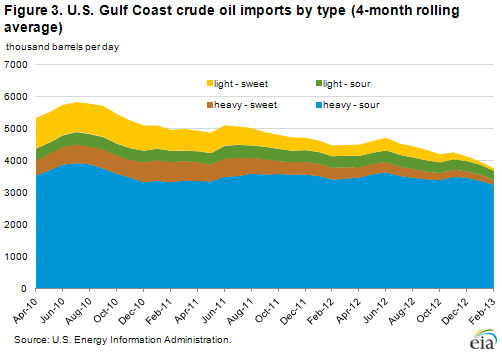 Figure 3. U.S. Gulf Coast crude oil imports by type (4-month rolling
average)
thousand barrels per day
7000
6000
5000
4000
3000
2000
1000
0
light - sweet
light - sour
heavy - sweet
heavy - sour
Apr-10
Jun-10
Aug-10
Oct-10
Dec-10
Feb-11
Apr-11
Jun-11
Aug-11
Oct-11
Dec-11
Feb-12
Apr-12
Jun-12
Aug-12
Oct-12
Dec-12
Feb-13
Source: U.S. Energy Information Administration.
eia